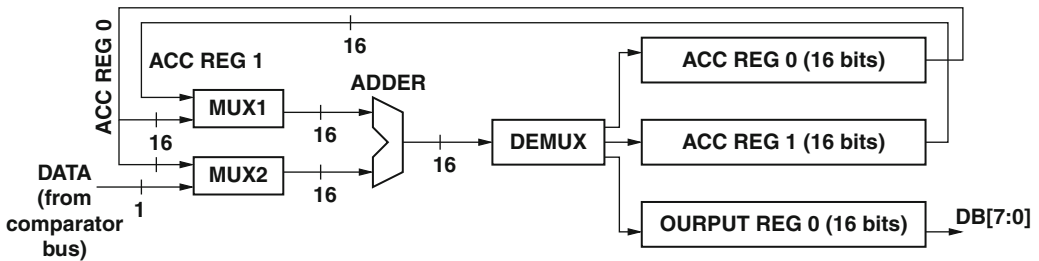 16
ACC REG 0
ACC REG 1
ADDER
MUX1
16
16
MUX2
16
DATA
(from
comparator
bus)
1
16
DEMUX
ACC REG 0 (16 bits)
ACC REG 1 (16 bits)
OURPUT REG 0 (16 bits)
DB[7:0]